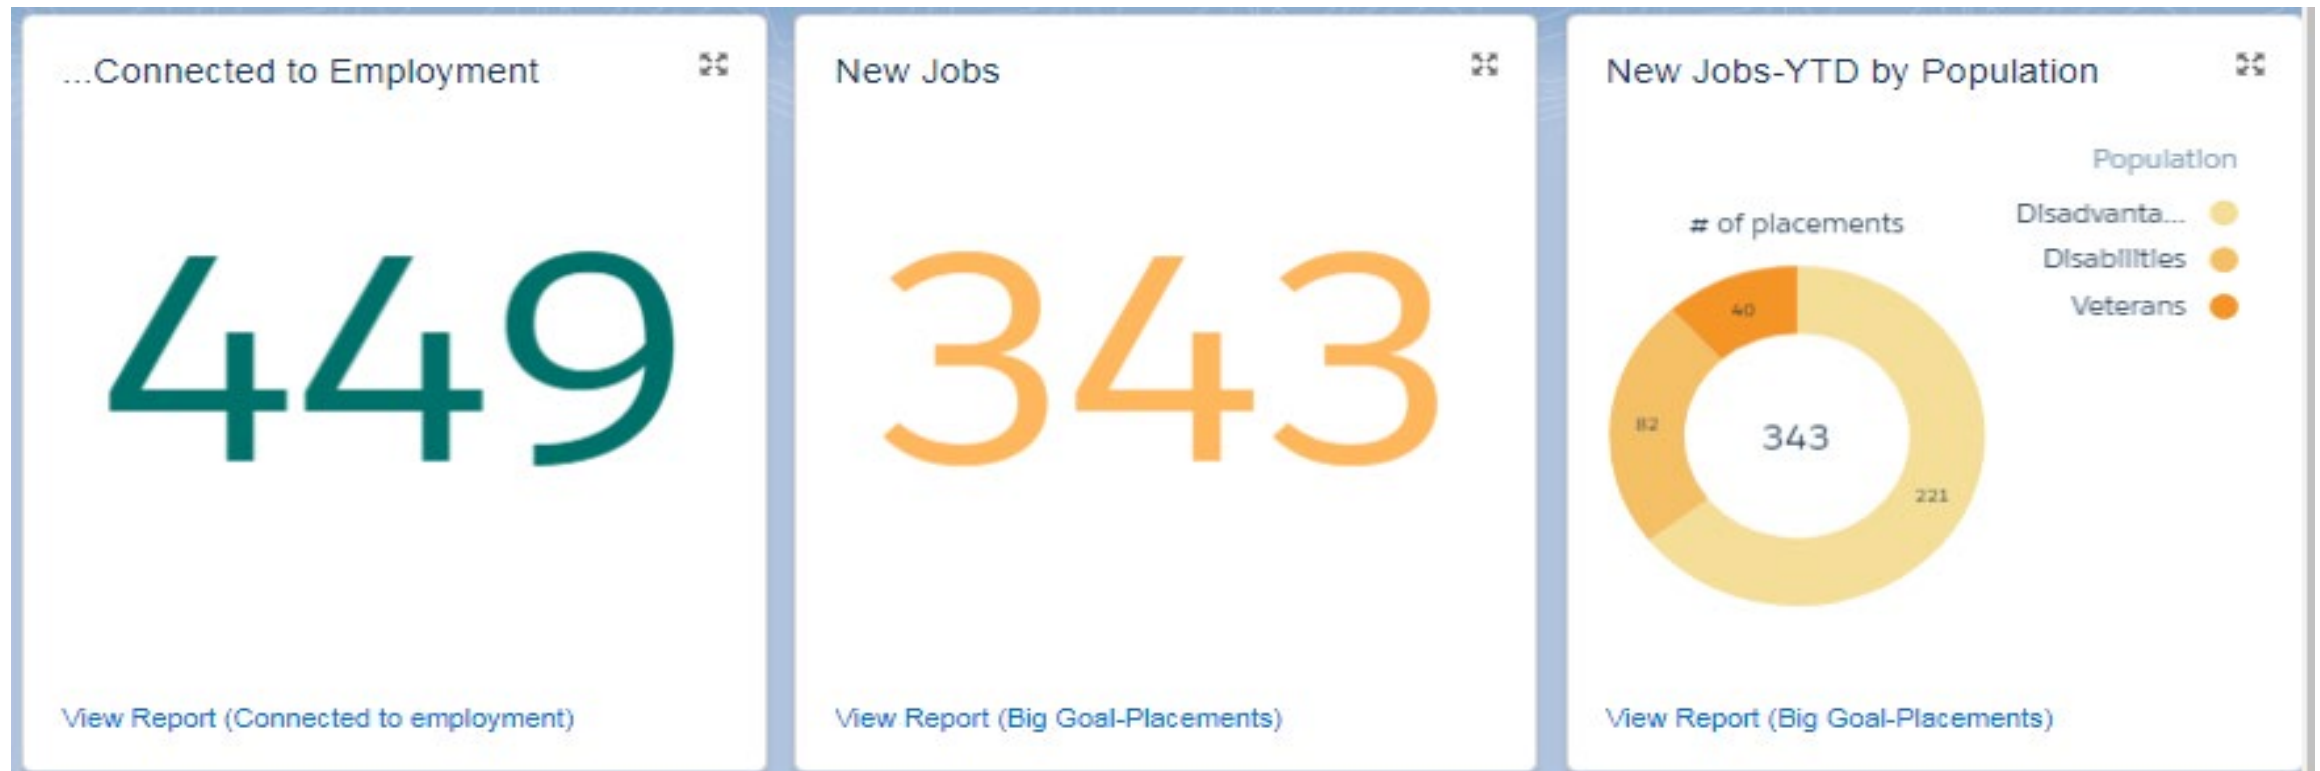 ...Connected to Employment
449
View Report (Connected to employment)
New Jobs
343
View Report (Big Goal-Placements)
New Jobs-YTD by Population
Population
Disadvanta...
Disabilities
Veterans
# of placements
40
82
343
221
View Report (Big Goal-Placements)